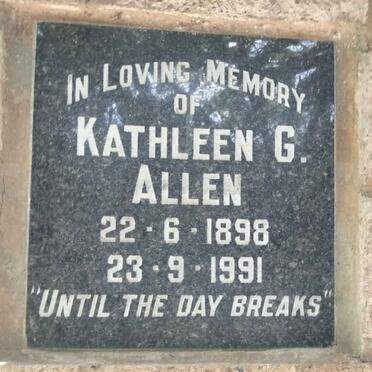 IN LOVING MEMORY
OF
KATHLEEN G.
ALLEN
22·6·1898
23·9·1991
"UNTIL THE DAY BREAKS"